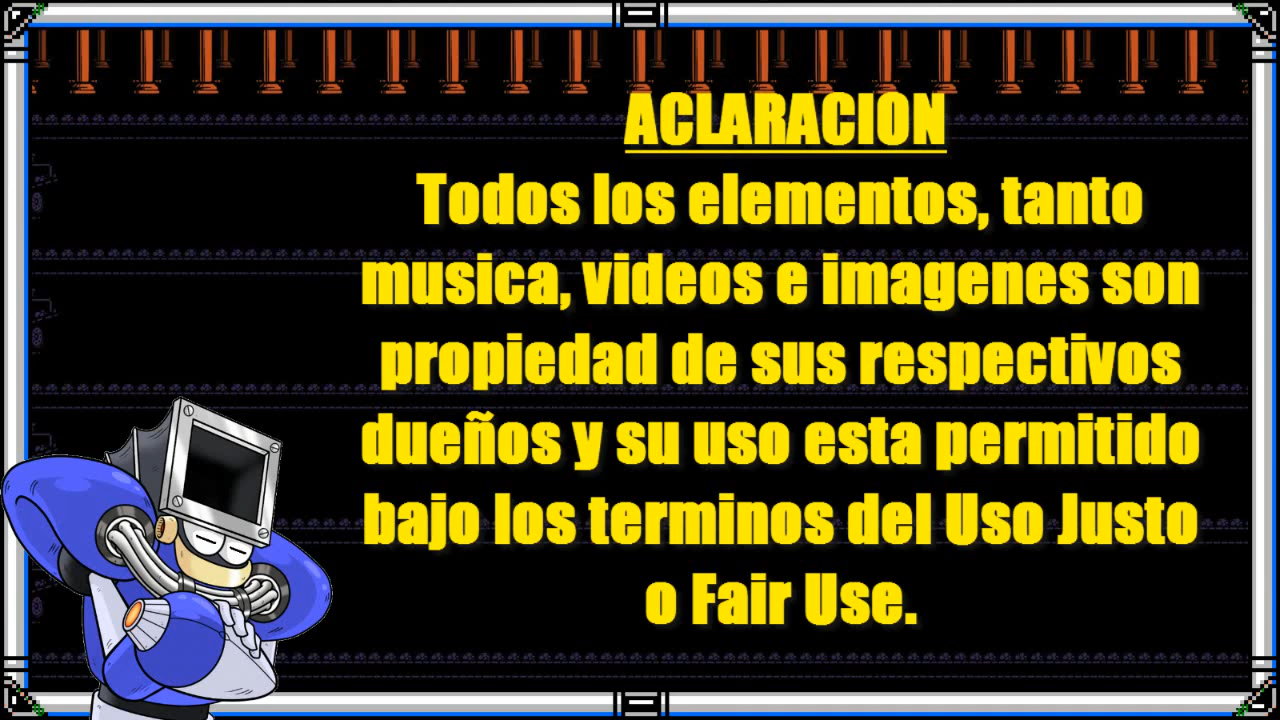 ACLARACION
Todos los elementos, tanto
musica, videos e imagenes son
propiedad de sus respectivos
dueños y su uso esta permitido
bajo los terminos del Uso Justo
o Fair Use.